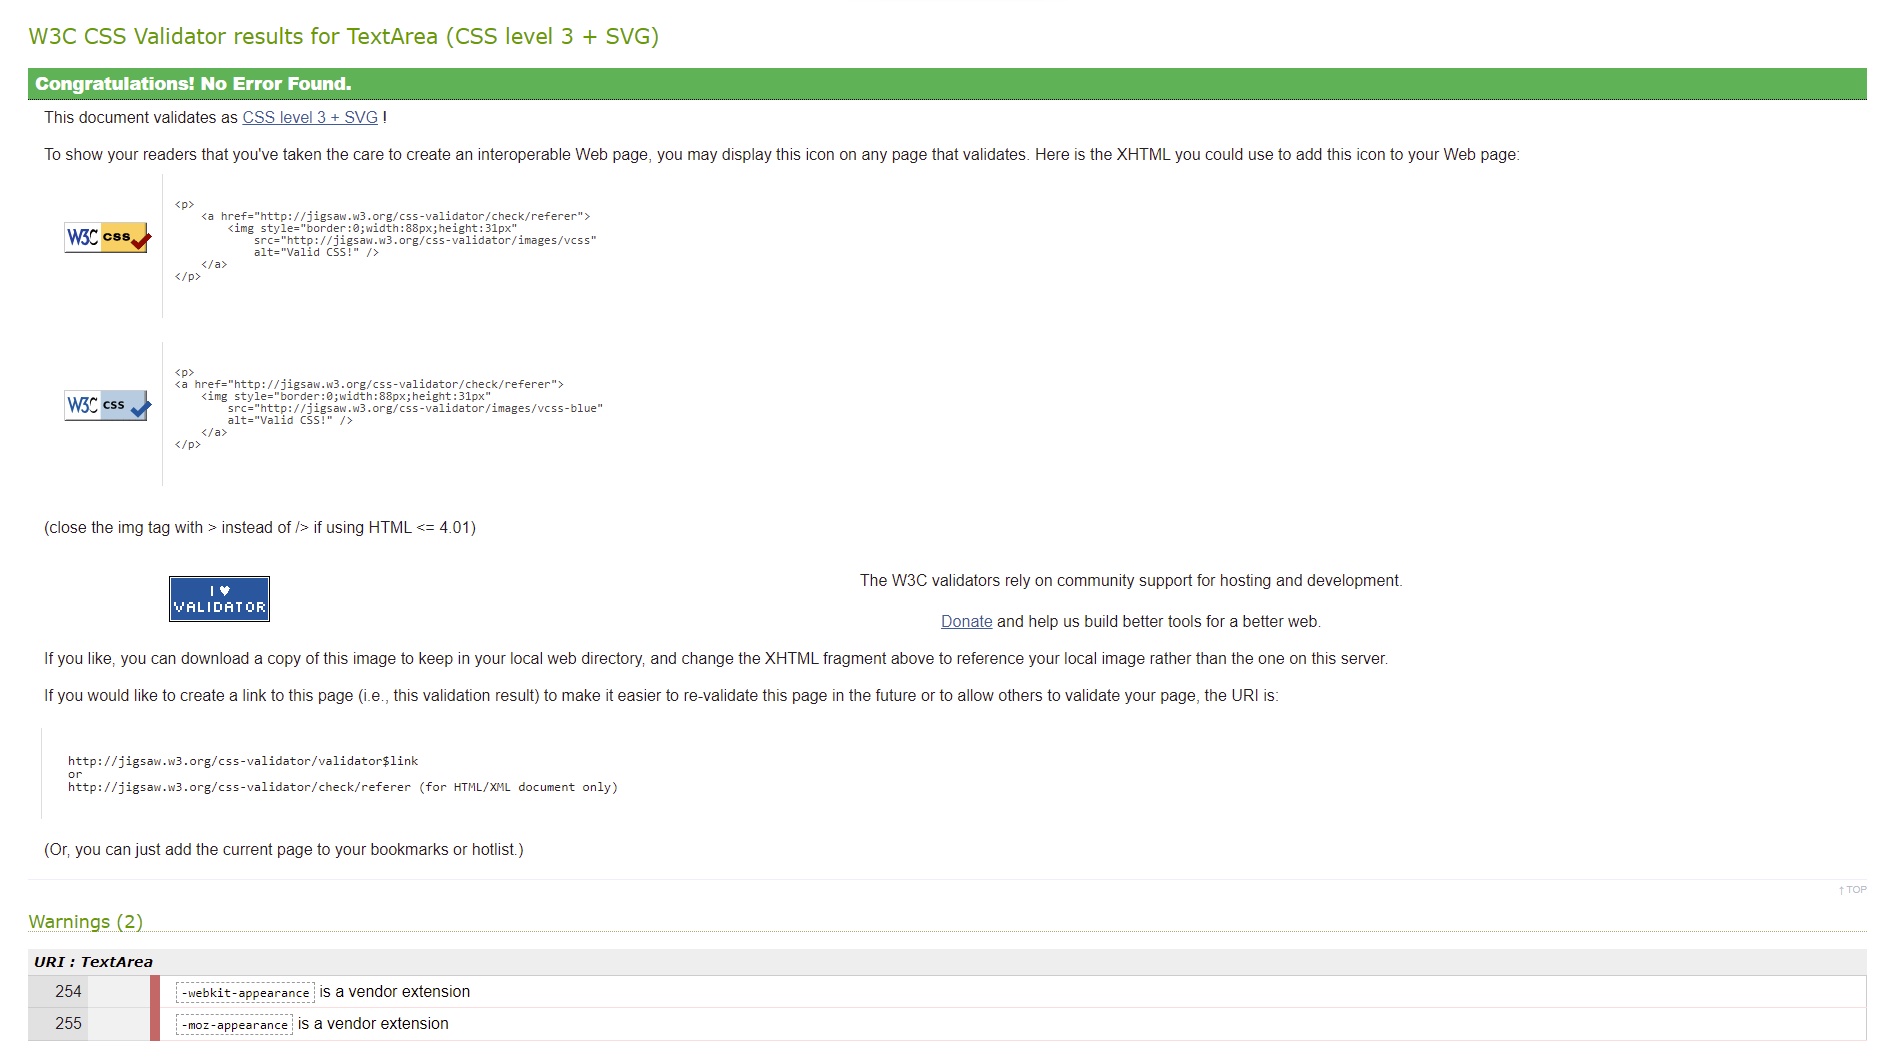 W3C CSS Validator results for TextArea (CSS level 3 + SVG)
Congratulations! No Error Found.
This document validates as CSS level 3 + SVG !
To show your readers that you've taken the care to create an interoperable Web page, you may display this icon on any page that validates. Here is the XHTML you could use to add this icon to your Web page:
W3C css
<p>
    <a href="http://jigsaw.w3.org/css-validator/check/referer">
        <img style="border:0;width:88px;height:31px"
            src="http://jigsaw.w3.org/css-validator/images/vcss"
            alt="Valid CSS!" />
    </a>
</p>
W3C css
<p>
<a href="http://jigsaw.w3.org/css-validator/check/referer">
    <img style="border:0;width:88px;height:31px"
        src="http://jigsaw.w3.org/css-validator/images/vcss-blue"
        alt="Valid CSS!" />
    </a>
</p>
(close the img tag with > instead of /> if using HTML <= 4.01)
I ♥
VALIDATOR
The W3C validators rely on community support for hosting and development.
Donate and help us build better tools for a better web.
If you like, you can download a copy of this image to keep in your local web directory, and change the XHTML fragment above to reference your local image rather than the one on this server.
If you would like to create a link to this page (i.e., this validation result) to make it easier to re-validate this page in the future or to allow others to validate your page, the URI is:
http://jigsaw.w3.org/css-validator/validator$link
or
http://jigsaw.w3.org/css-validator/check/referer (for HTML/XML document only)
(Or, you can just add the current page to your bookmarks or hotlist.)
↑ TOP
Warnings (2)
URI : TextArea
254 -webkit-appearance is a vendor extension
255 -moz-appearance is a vendor extension